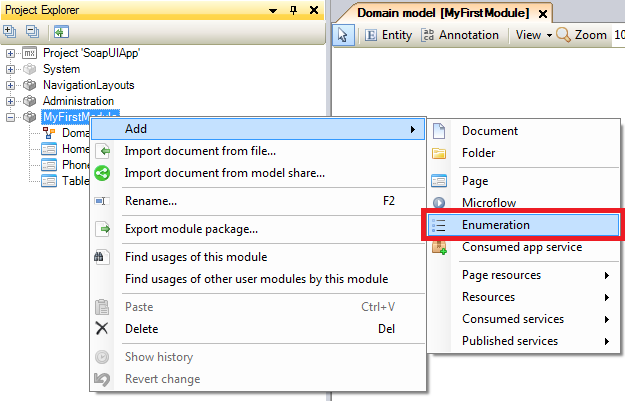 Project Explorer
Domain model [MyFirstModule]
Entity
ab
cd
Annotation
View
Zoom
10
mx
Project 'SoapUIApp'
System
NavigationLayouts
Administration
MyFirstModule
Doma
Home
Phone
Table
Add
Import document from file...
Import document from model share...
Rename...
F2
Export module package...
Find usages of this module
Find usages of other user modules by this module
Paste
Ctrl+V
Delete
Del
Show history
Revert change
Document
Folder
Page
Microflow
Enumeration
Consumed app service
Page resources
Resources
Consumed services
Published services